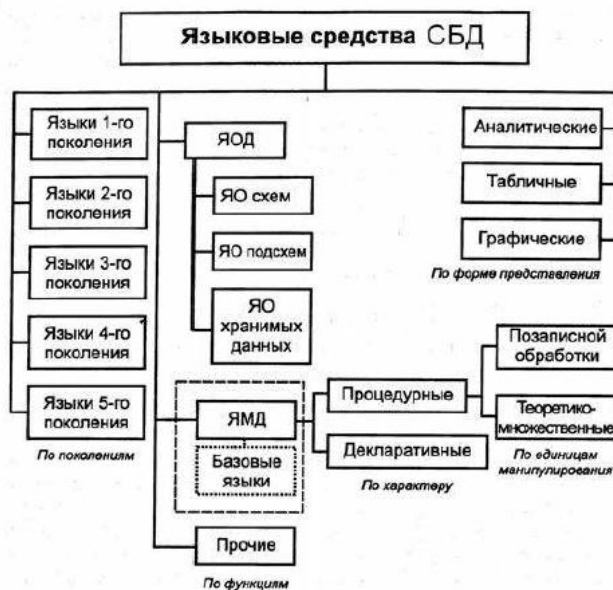 Языковые средства СБД
Языки 1-го
поколения
Языки 2-го
поколения
Языки 3-го
поколения
Языки 4-го
поколения
Языки 5-го
поколения
По поколениям
ЯОД
ЯО схем
ЯО подсхем
ЯО
хранимых
данных
ЯМД
Базовые
языки
Прочие
По функциям
Процедурные
Декларативные
По характеру
Аналитические
Табличные
Графические
По форме представления
Позаписной
обработки
Теоретико-
множественные
По единицам
манипулирования